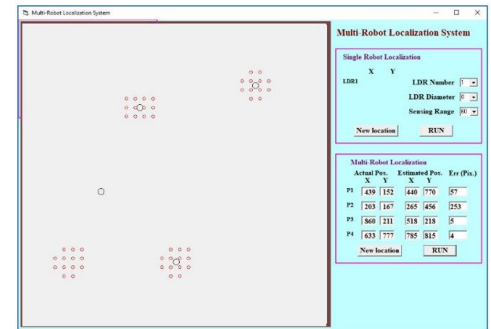 Multi-Robot Localization System
Multi-Robot Localization System
Single Robot Localization
X Y
LDR1 LDR Number 1
LDR Diameter 6
Sensing Range 80
New location RUN
Multi-Robot Localization
Actual Pos. Estimated Pos. Err (Pix.)
X Y X Y
P1 439 152 440 770 57
P2 203 167 265 456 253
P3 860 211 518 218 5
P4 633 777 785 815 4
New location RUN